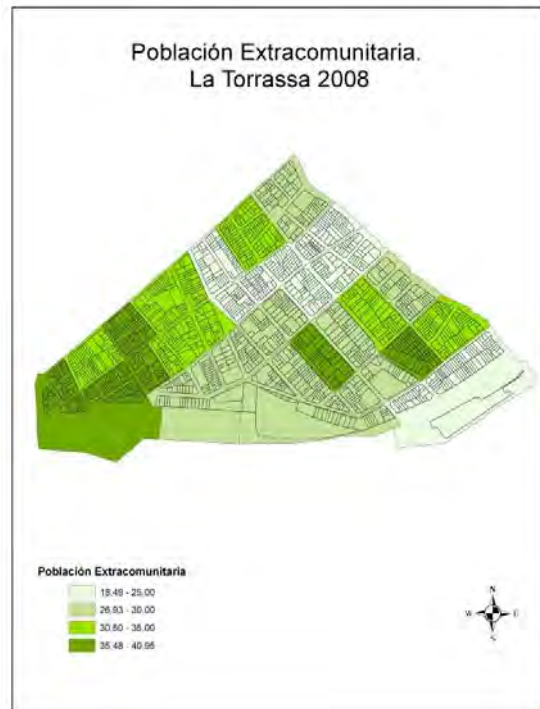 Población Extracomunitaria.
La Torrassa 2008
Población Extracomunitaria
18,49 - 25,00
26,93 - 30,00
30,80 - 35,00
35,48 - 40,95
N
W
E
S